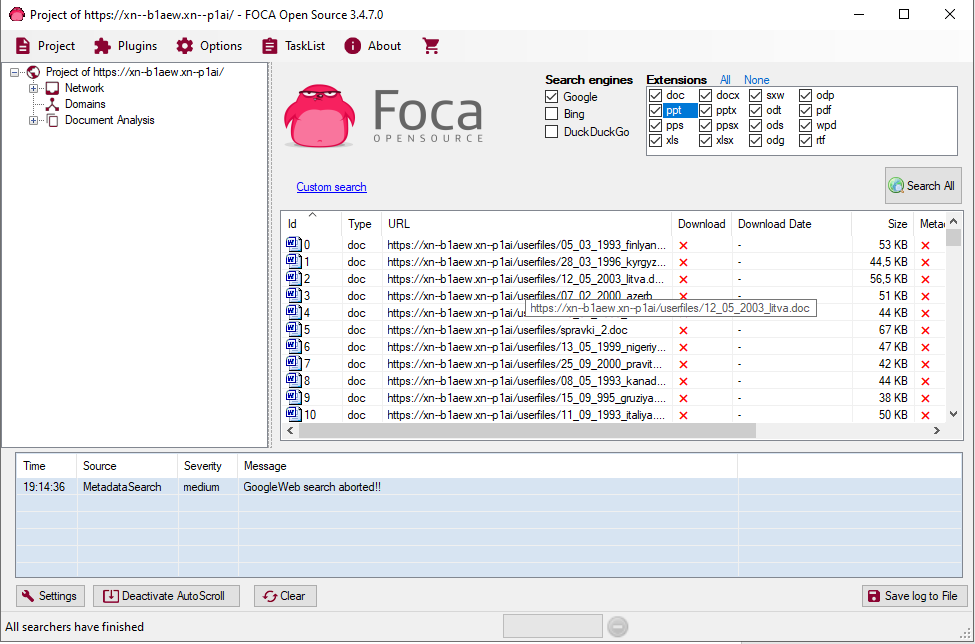 Project of https://xn--b1aew.xn--p1ai/ - FOCA Open Source 3.4.7.0
Project Plugins Options TaskList About
Project of https://xn--b1aew.xn--p1ai/
Network
Domains
Document Analysis
Foca
OPENSOURCE
Search engines
Google
Bing
DuckDuckGo
Extensions All None
doc docx sxw odp
ppt pptx odt pdf
pps ppsx ods wpd
xls xlsx odg rtf
Custom search
Search All
Id Type URL Download Download Date Size Metac
0 doc https://xn--b1aew.xn--p1ai/userfiles/05_03_1993_finlyan... × - 53 KB ×
1 doc https://xn--b1aew.xn--p1ai/userfiles/28_03_1996_kyrgyz... × - 44,5 KB ×
2 doc https://xn--b1aew.xn--p1ai/userfiles/12_05_2003_litva.d... × - 56,5 KB ×
3 doc https://xn--b1aew.xn--p1ai/userfiles/07_02_2000_azerb... × - 51 KB ×
https://xn--b1aew.xn--p1ai/userfiles/12_05_2003_litva.doc
4 doc https://xn--b1aew.xn--p1ai/use 44 KB ×
5 doc https://xn--b1aew.xn--p1ai/userfiles/spravki_2.doc × - 67 KB ×
6 doc https://xn--b1aew.xn--p1ai/userfiles/13_05_1999_nigeriy... × - 47 KB ×
7 doc https://xn--b1aew.xn--p1ai/userfiles/25_09_2000_pravit... × - 42 KB ×
8 doc https://xn--b1aew.xn--p1ai/userfiles/08_05_1993_kanad... × - 44 KB ×
9 doc https://xn--b1aew.xn--p1ai/userfiles/15_09_995_gruziya... × - 38 KB ×
10 doc https://xn--b1aew.xn--p1ai/userfiles/11_09_1993_italiya... × - 50 KB ×
Time Source Severity Message
19:14:36 MetadataSearch medium GoogleWeb search aborted!!
Settings Deactivate AutoScroll Clear Save log to File
All searchers have finished